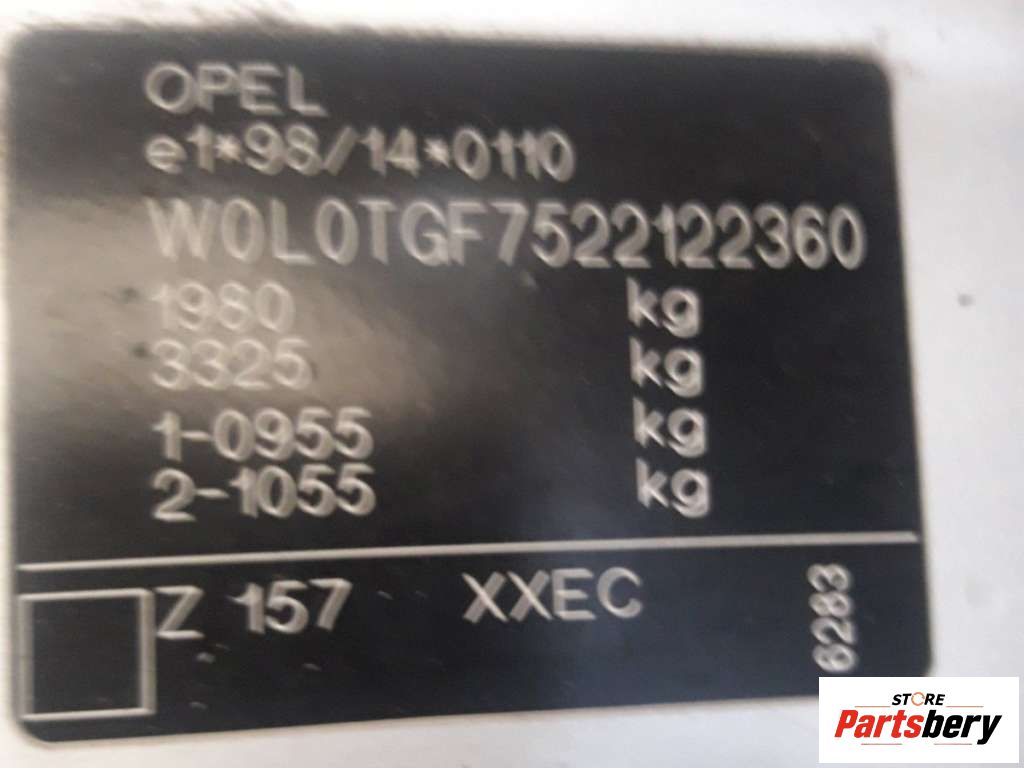 OPEL
e1*98/14*0110
W0L0TGF7522122360
1980 kg
3325 kg
1-0955 kg
2-1055 kg
Z 157 XXEC
6283
STORE
Partsbery